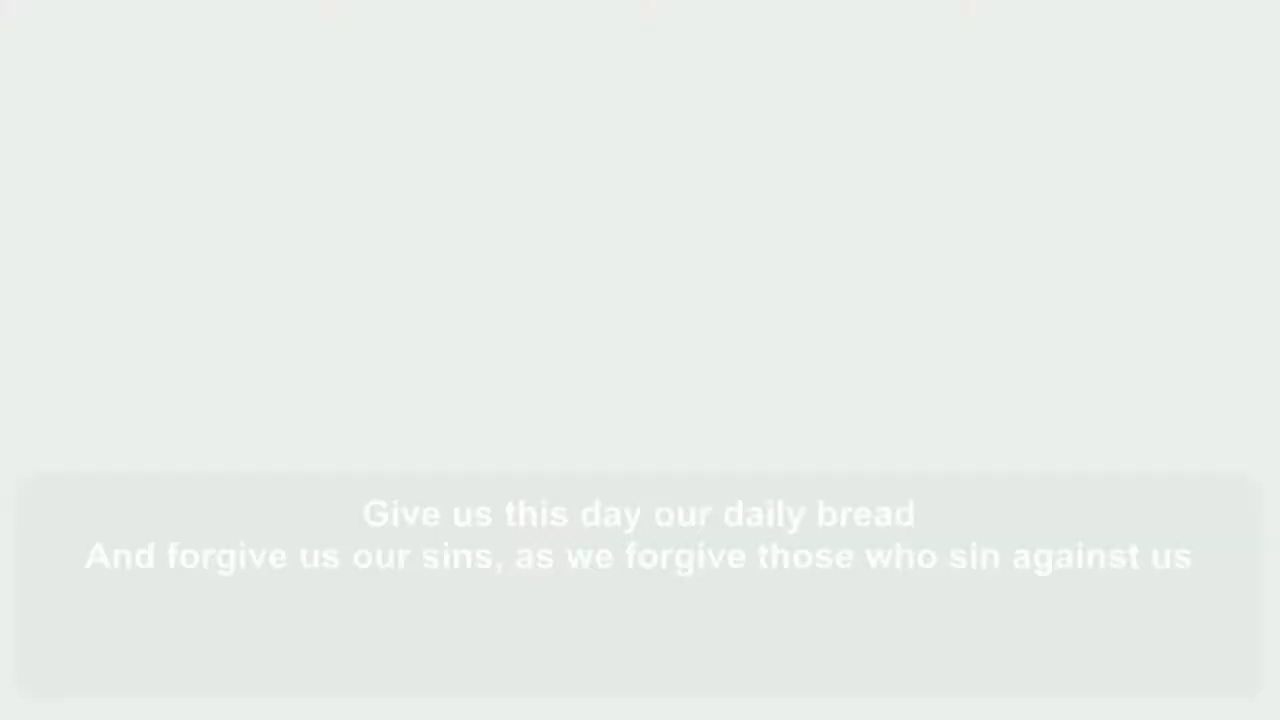 Give us this day our daily bread
And forgive us our sins, as we forgive those who sin against us